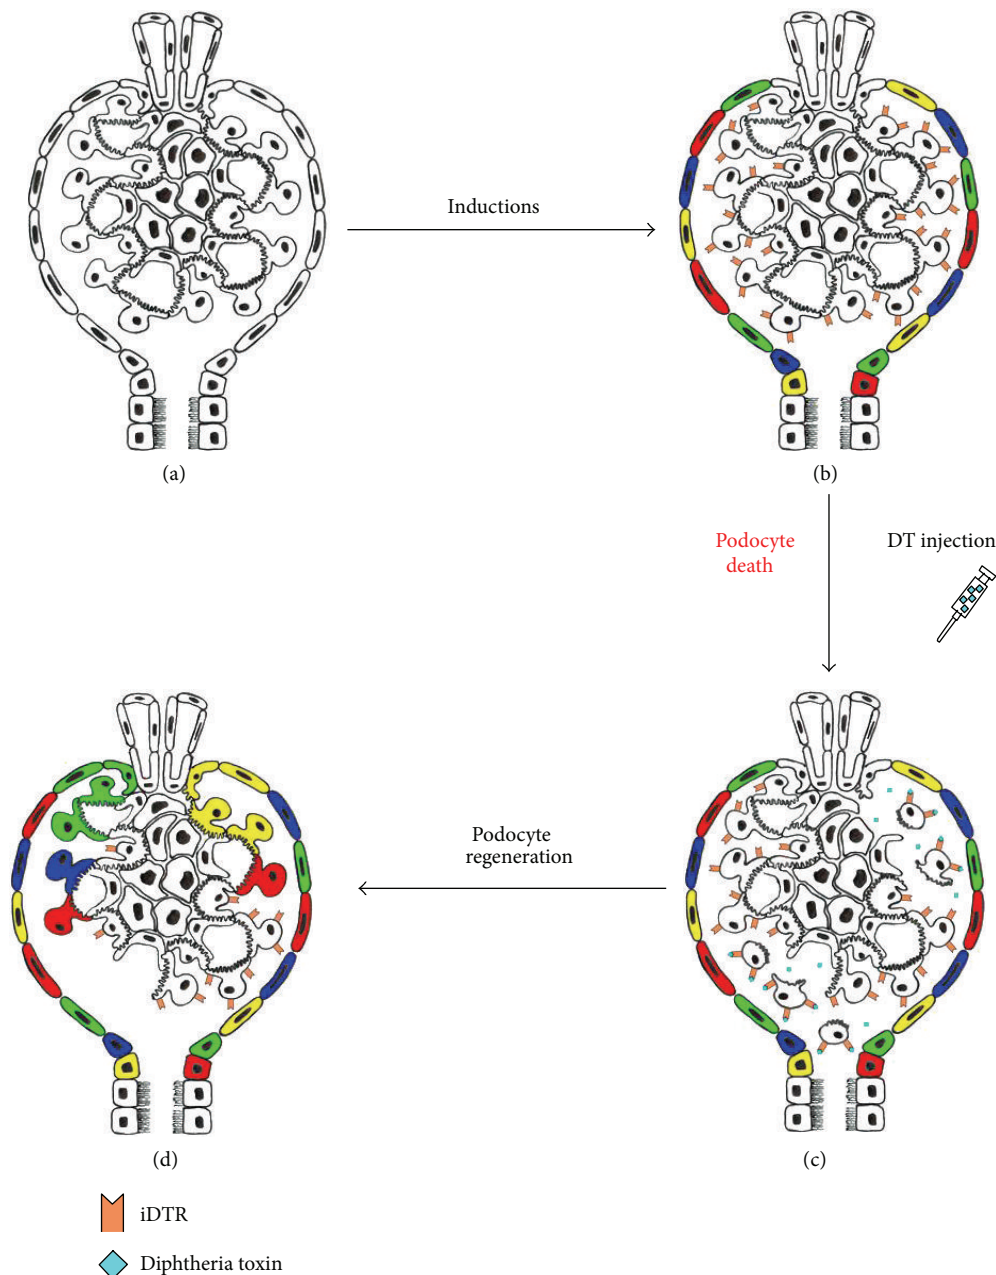 Inductions
(a)
(b)
Podocyte
death
DT injection
Podocyte
regeneration
(d)
(c)
iDTR
Diphtheria toxin